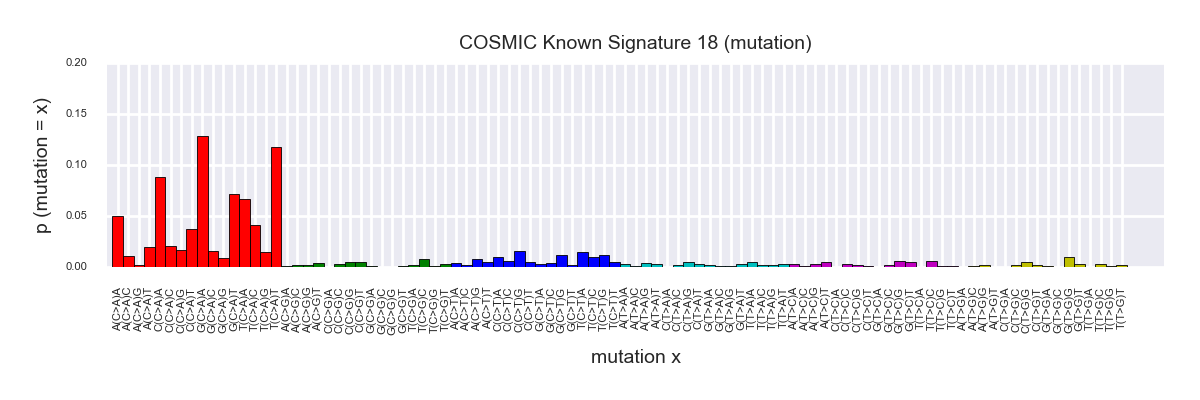 COSMIC Known Signature 18 (mutation)
p (mutation = x)
0.20
0.15
0.10
0.05
0.00
A(C>A)A
A(C>A)C
A(C>A)G
A(C>A)T
C(C>A)A
C(C>A)C
C(C>A)G
C(C>A)T
G(C>A)A
G(C>A)C
G(C>A)G
G(C>A)T
T(C>A)A
T(C>A)C
T(C>A)G
T(C>A)T
A(C>G)A
A(C>G)C
A(C>G)G
A(C>G)T
C(C>G)A
C(C>G)C
C(C>G)G
C(C>G)T
G(C>G)A
G(C>G)C
G(C>G)G
G(C>G)T
T(C>G)A
T(C>G)C
T(C>G)G
T(C>G)T
A(C>T)A
A(C>T)C
A(C>T)G
A(C>T)T
C(C>T)A
C(C>T)C
C(C>T)G
C(C>T)T
G(C>T)A
G(C>T)C
G(C>T)G
G(C>T)T
T(C>T)A
T(C>T)C
T(C>T)G
T(C>T)T
A(T>A)A
A(T>A)C
A(T>A)G
A(T>A)T
C(T>A)A
C(T>A)C
C(T>A)G
C(T>A)T
G(T>A)A
G(T>A)C
G(T>A)G
G(T>A)T
T(T>A)A
T(T>A)C
T(T>A)G
T(T>A)T
A(T>C)A
A(T>C)C
A(T>C)G
A(T>C)T
C(T>C)A
C(T>C)C
C(T>C)G
C(T>C)T
G(T>C)A
G(T>C)C
G(T>C)G
G(T>C)T
T(T>C)A
T(T>C)C
T(T>C)G
T(T>C)T
A(T>G)A
A(T>G)C
A(T>G)G
A(T>G)T
C(T>G)A
C(T>G)C
C(T>G)G
C(T>G)T
G(T>G)A
G(T>G)C
G(T>G)G
G(T>G)T
T(T>G)A
T(T>G)C
T(T>G)G
T(T>G)T
mutation x